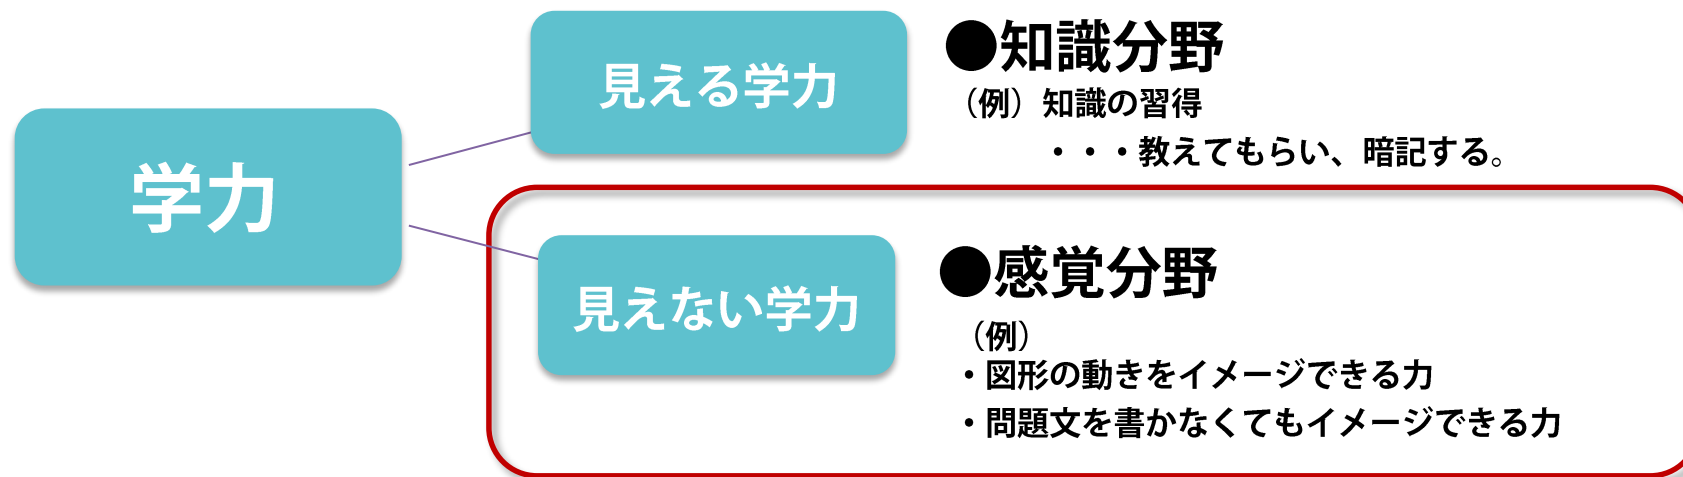 学力
見える学力
●知識分野
（例）知識の習得
・・・教えてもらい、暗記する。
見えない学力
●感覚分野
（例）
・図形の動きをイメージできる力
・問題文を書かなくてもイメージできる力